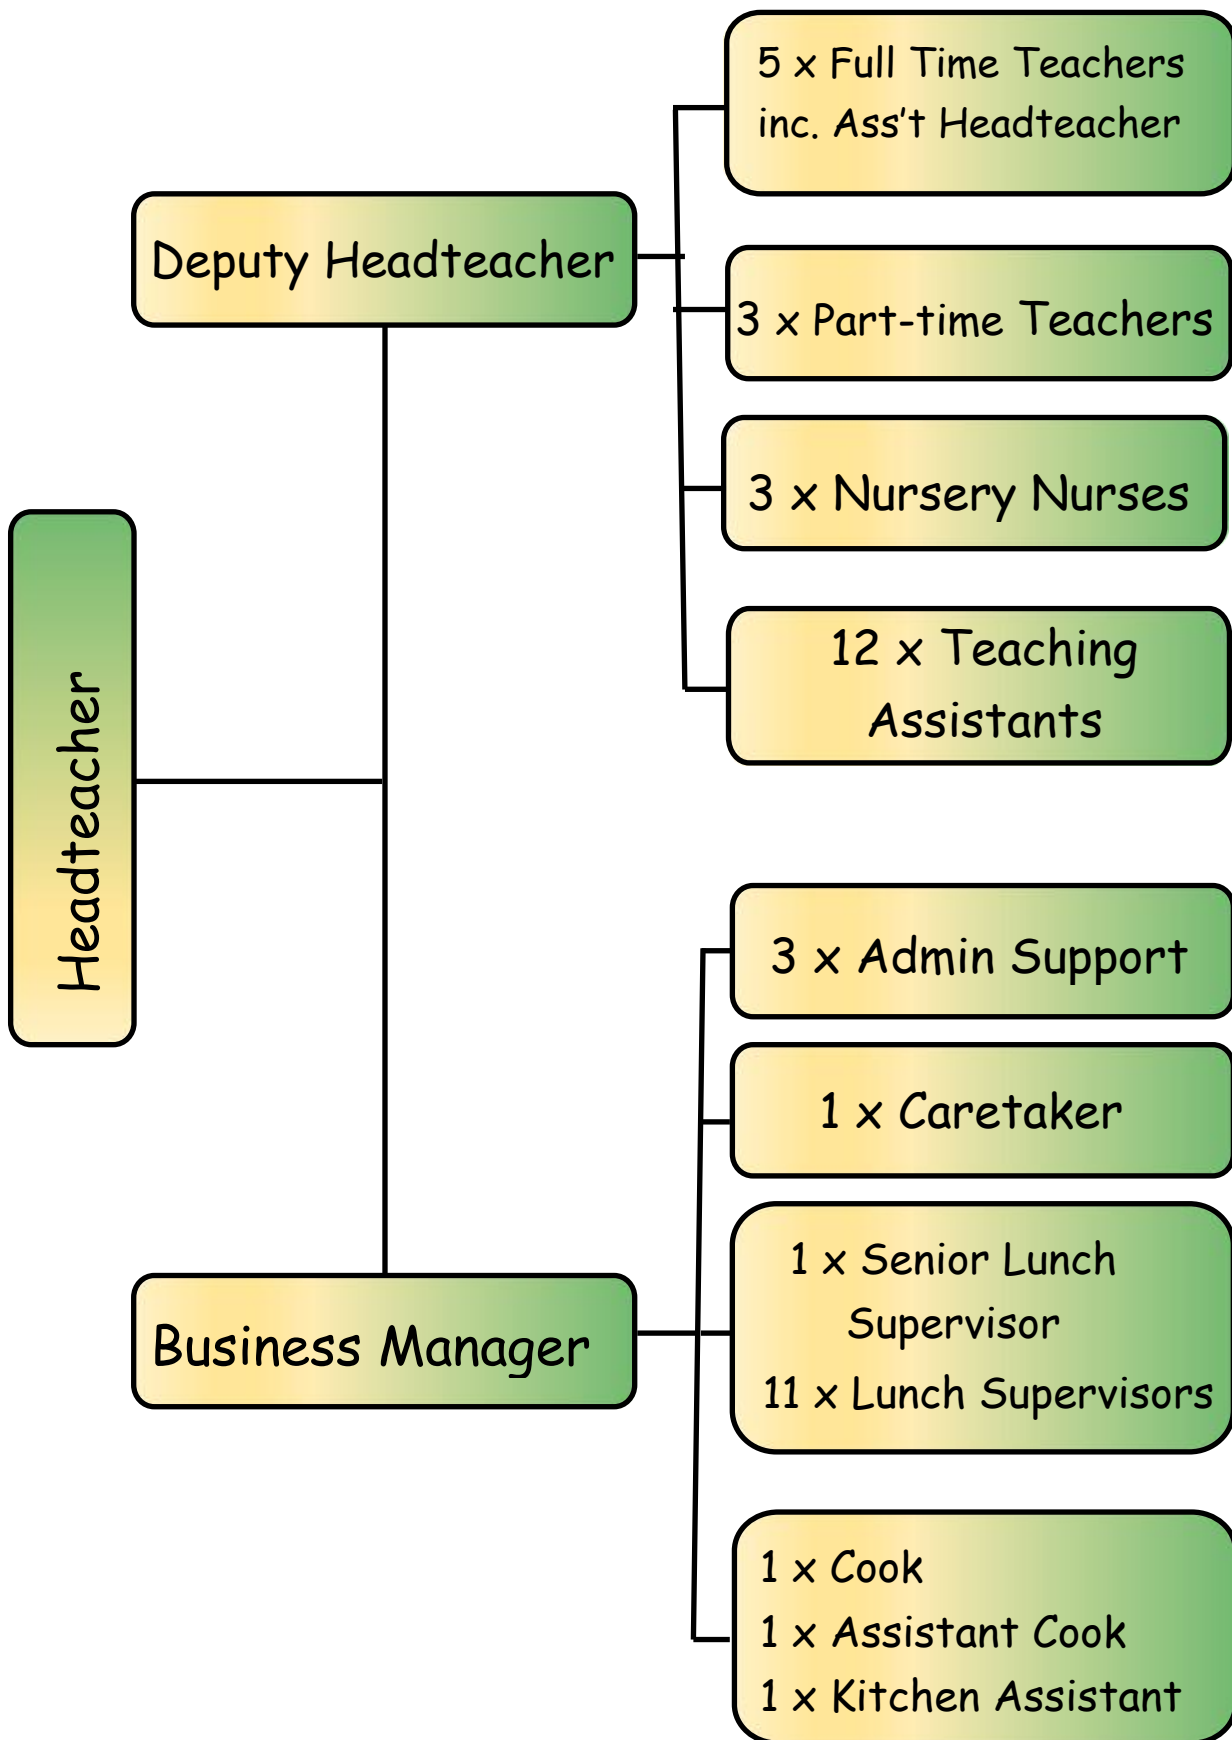 Headteacher
Deputy Headteacher
5 x Full Time Teachers
inc. Ass't Headteacher
3 x Part-time Teachers
3 x Nursery Nurses
12 x Teaching
Assistants
Business Manager
3 x Admin Support
1 x Caretaker
1 x Senior Lunch
Supervisor
11 x Lunch Supervisors
1 x Cook
1 x Assistant Cook
1 x Kitchen Assistant